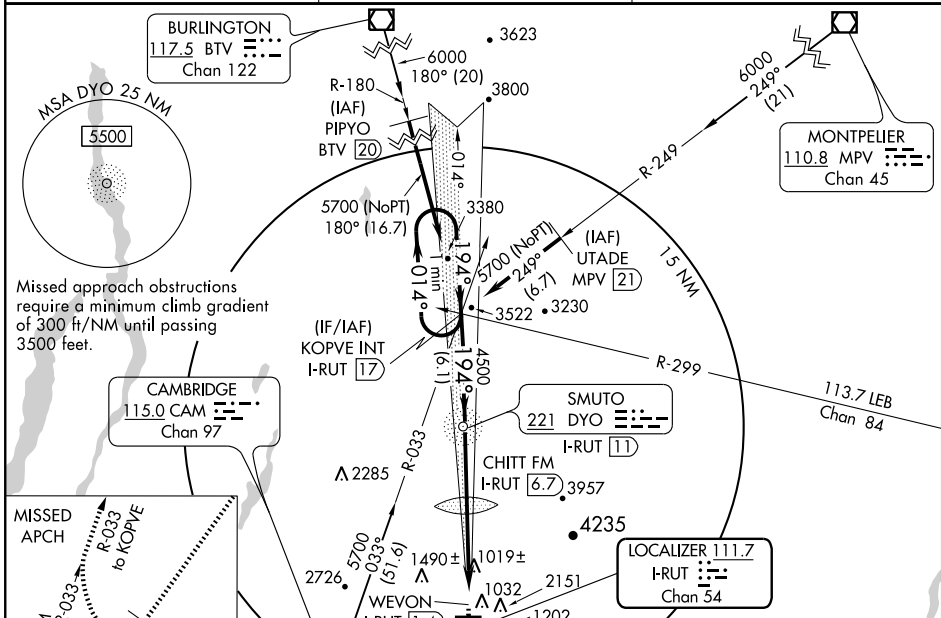 BURLINGTON
117.5 BTV
Chan 122
3623
6000
180° (20)
6000
249°
(21)
R-180
3800
(IAF)
PIPYO
BTV 20
MSA DYO 25 NM
5500
MONTPELIER
110.8 MPV
Chan 45
014°
R-249
5700 (NoPT)
180° (16.7)
3380
5700 (NoPT)
249°
(6.7)
(IAF)
UTADE
MPV 21
15 NM
194°
1 min
014°
Missed approach obstructions
require a minimum climb gradient
of 300 ft/NM until passing
3500 feet.
3522
3230
(IF/IAF)
KOPVE INT
I-RUT 17
4500
194°
(6.1)
R-299
113.7 LEB
Chan 84
CAMBRIDGE
115.0 CAM
Chan 97
SMUTO
221 DYO
I-RUT 11
R-033
2285
CHITT FM
I-RUT 6.7
3957
4235
MISSED
APCH
R-033
to KOPVE
R-033
5700
033°
(51.6)
2726
1490±
1019±
LOCALIZER 111.7
I-RUT
Chan 54
WEVON
1032
2151
I-RUT
1202